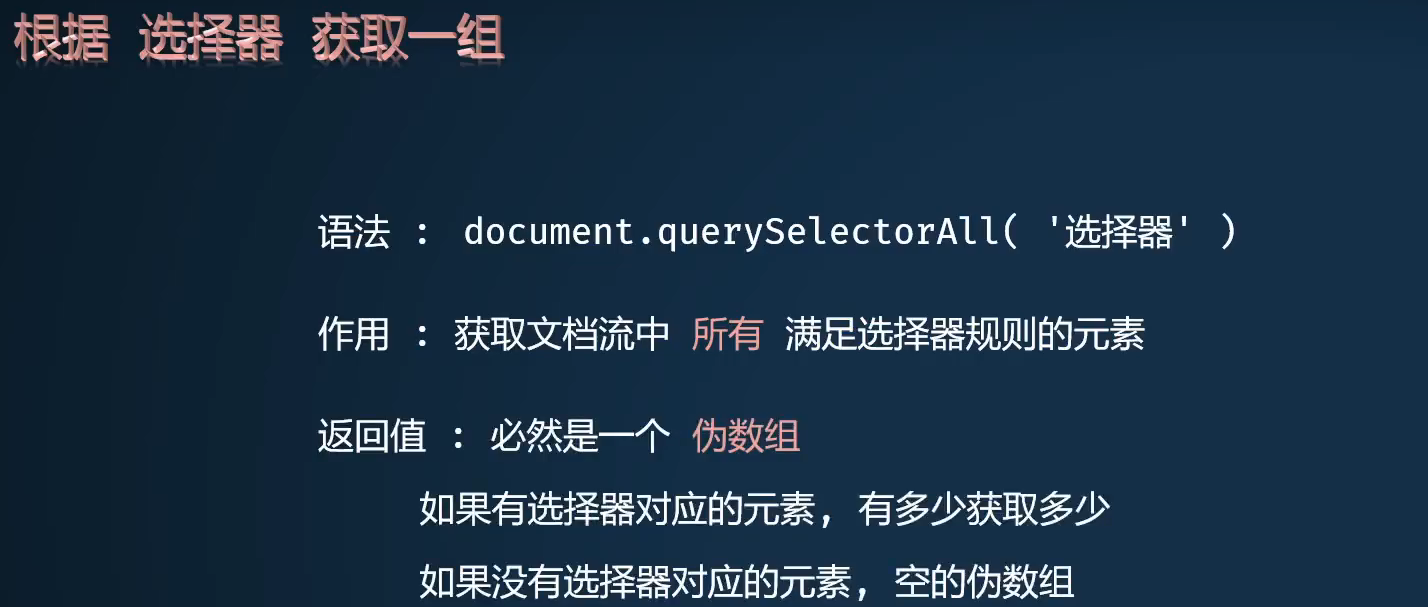 根据 选择器 获取一组
语法 : document.querySelectorAll( '选择器' )
作用 : 获取文档流中 所有 满足选择器规则的元素
返回值 : 必然是一个 伪数组
如果有选择器对应的元素, 有多少获取多少
如果没有选择器对应的元素, 空的伪数组